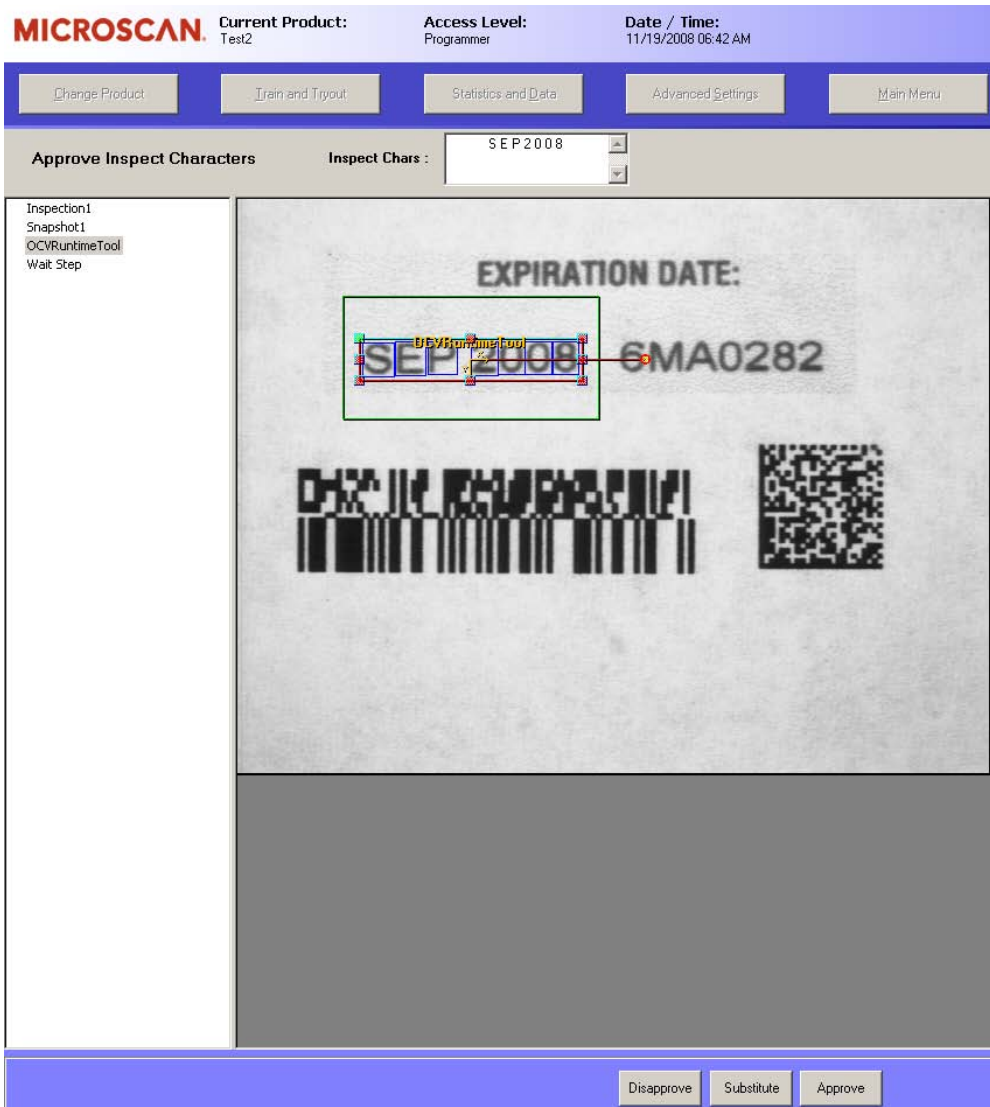 MICROSCAN.
Current Product:
Test2
Access Level:
Programmer
Date / Time:
11/19/2008 06:42 AM
Change Product
Train and Tryout
Statistics and Data
Advanced Settings
Main Menu
Approve Inspect Characters
Inspect Chars :
SEP2008
Inspection1
Snapshot1
OCVRuntimeTool
Wait Step
EXPIRATION DATE:
OCVRuntimeTool
SEP 2008 6MA0282
X
Y
Disapprove
Substitute
Approve